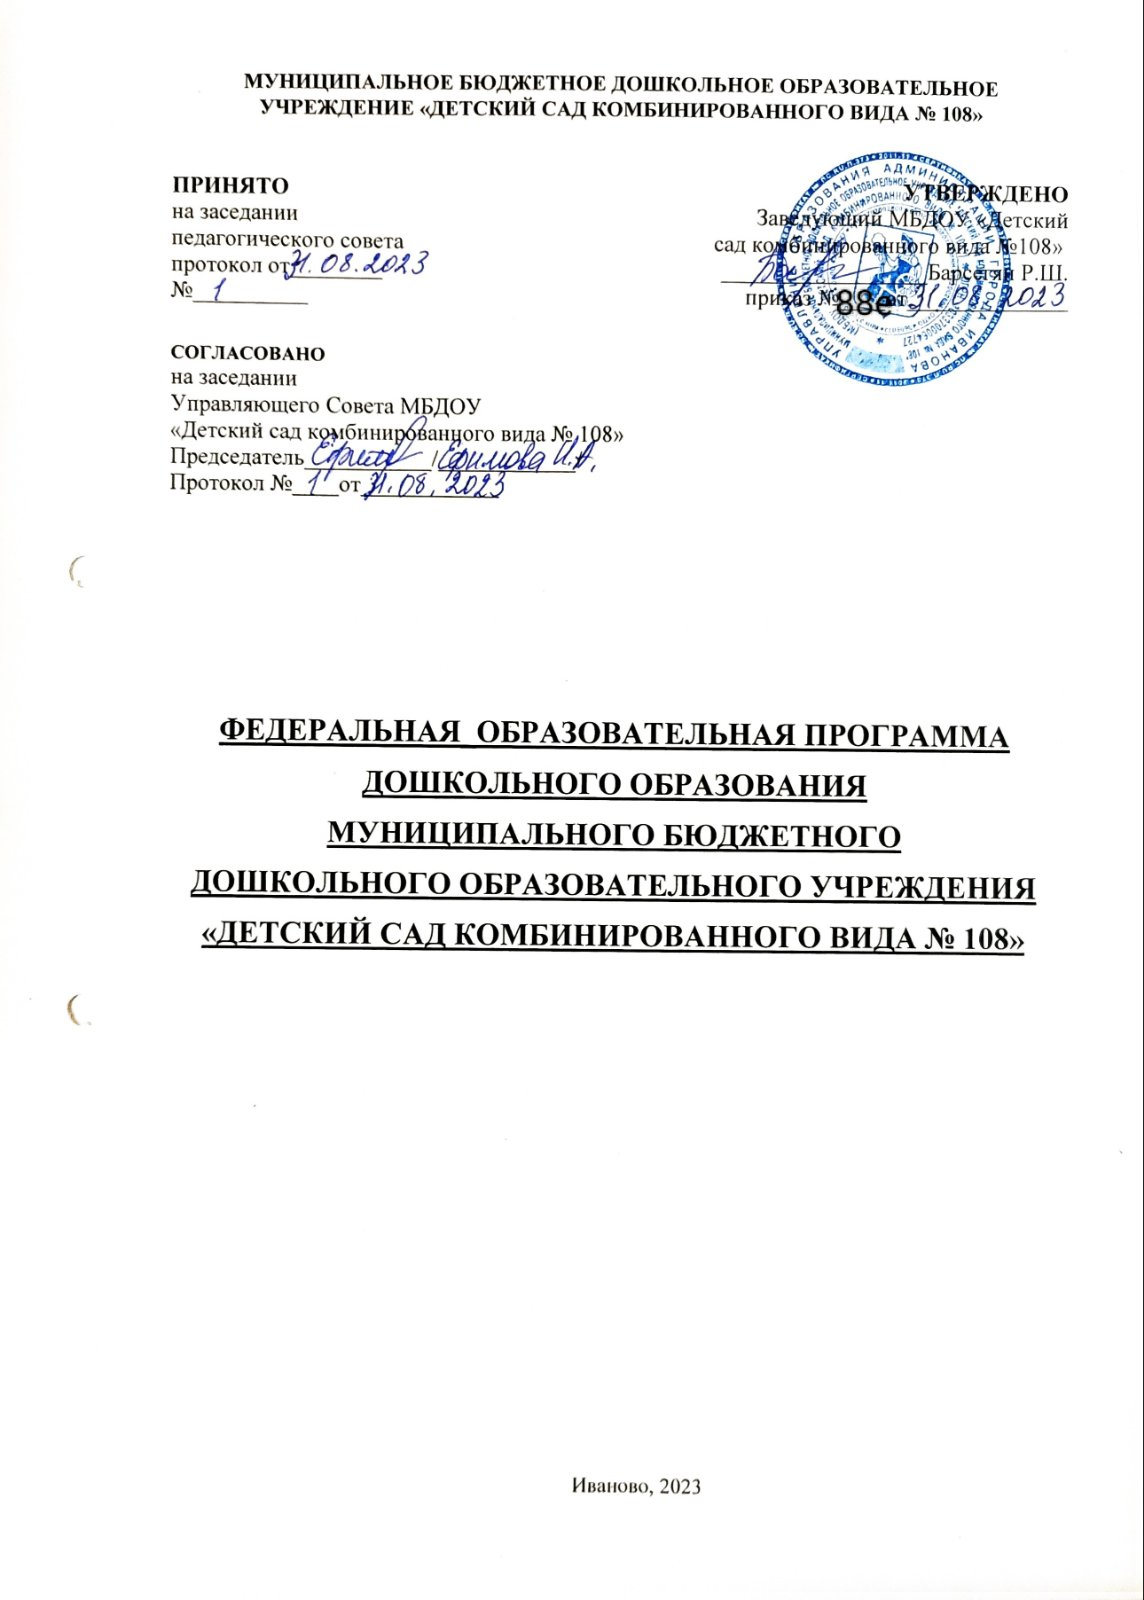 МУНИЦИПАЛЬНОЕ БЮДЖЕТНОЕ ДОШКОЛЬНОЕ ОБРАЗОВАТЕЛЬНОЕ
УЧРЕЖДЕНИЕ «ДЕТСКИЙ САД КОМБИНИРОВАННОГО ВИДА № 108»
ПРИНЯТО
на заседании
педагогического совета
протокол от 31.08.2023
№ 1
УТВЕРЖДЕНО
Заведующий МБДОУ «Детский
сад комбинированного вида №108»
Барсегян Р.Ш.
приказ № 88е от 31.08.2023
СОГЛАСОВАНО
на заседании
Управляющего Совета МБДОУ
«Детский сад комбинированного вида № 108»
Председатель / Ефимова И.А.
Протокол № 1 от 31.08.2023
ФЕДЕРАЛЬНАЯ ОБРАЗОВАТЕЛЬНАЯ ПРОГРАММА
ДОШКОЛЬНОГО ОБРАЗОВАНИЯ
МУНИЦИПАЛЬНОГО БЮДЖЕТНОГО
ДОШКОЛЬНОГО ОБРАЗОВАТЕЛЬНОГО УЧРЕЖДЕНИЯ
«ДЕТСКИЙ САД КОМБИНИРОВАННОГО ВИДА № 108»
Иваново, 2023